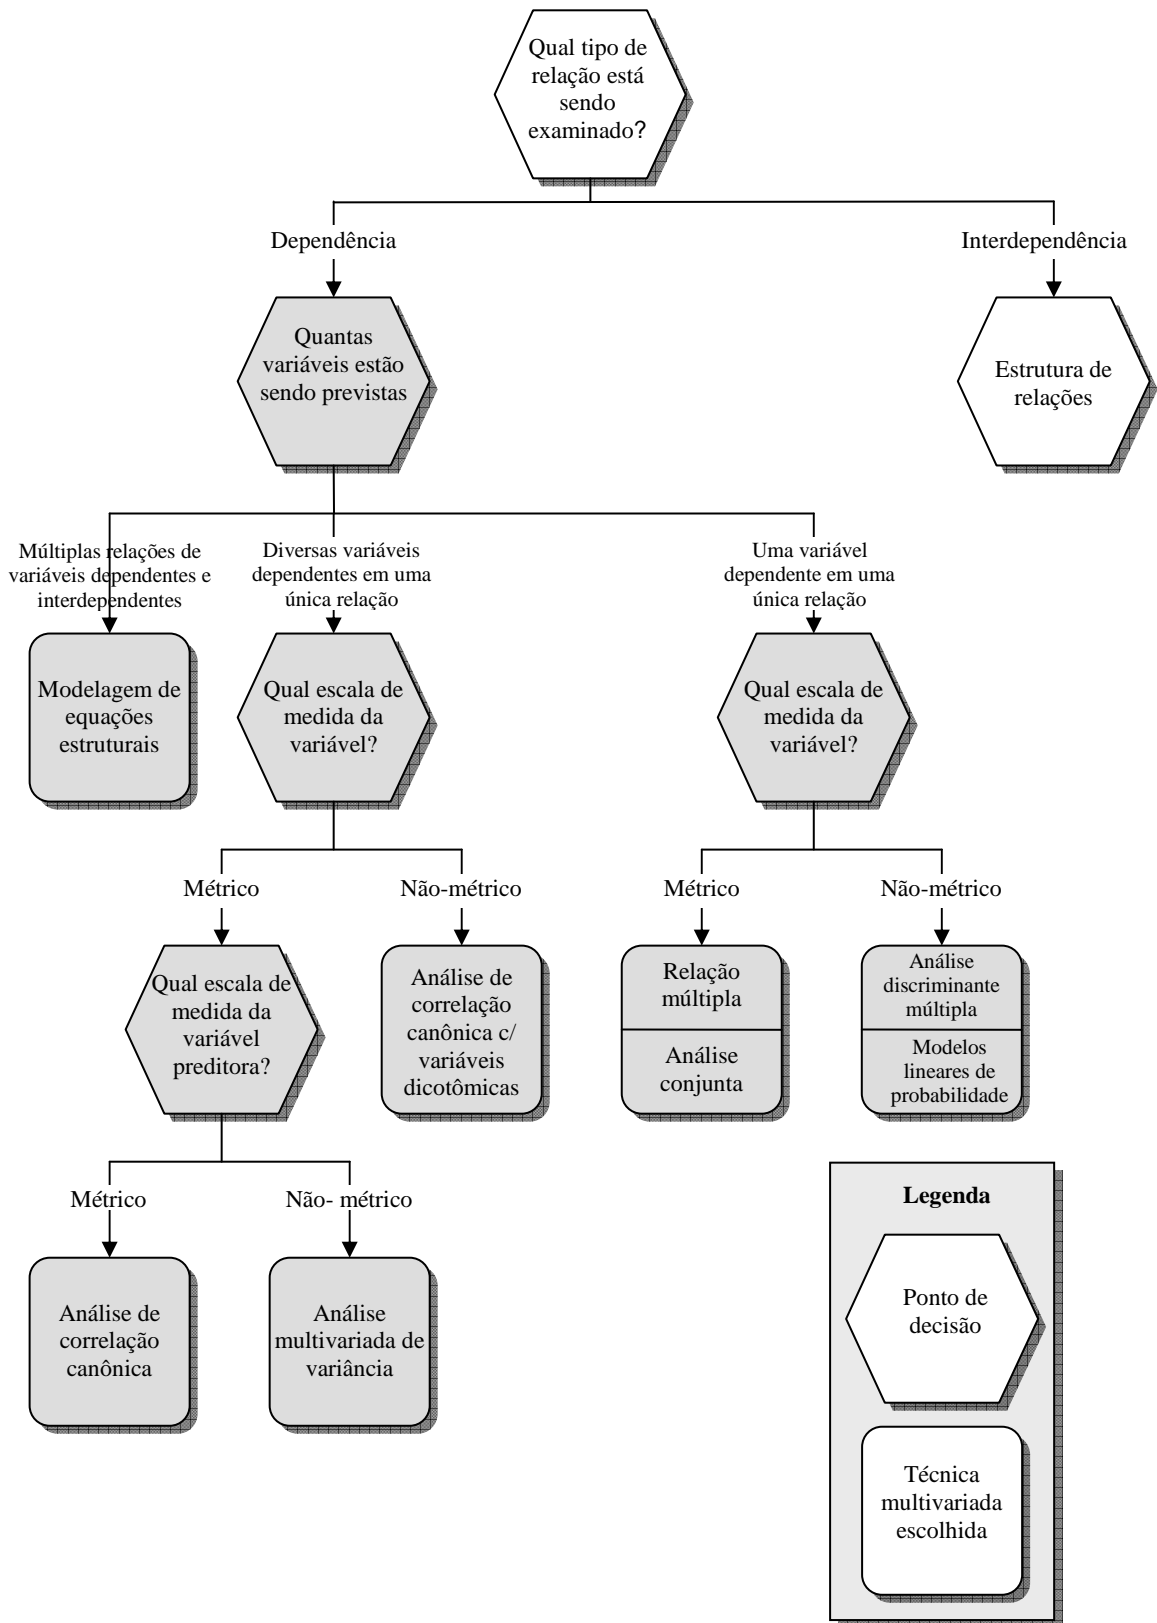 Qual tipo de
relação está
sendo
examinado?
Dependência
Interdependência
Quantas
variáveis estão
sendo previstas
Estrutura de
relações
Múltiplas relações de
variáveis dependentes e
interdependentes
Diversas variáveis
dependentes em uma
única relação
Uma variável
dependente em uma
única relação
Modelagem de
equações
estruturais
Qual escala de
medida da
variável?
Qual escala de
medida da
variável?
Métrico
Não-métrico
Métrico
Não-métrico
Qual escala de
medida da
variável
preditora?
Análise de
correlação
canônica c/
variáveis
dicotômicas
Relação
múltipla
Análise
conjunta
Análise
discriminante
múltipla
Modelos
lineares de
probabilidade
Métrico
Não- métrico
Análise de
correlação
canônica
Análise
multivariada de
variância
Legenda
Ponto de
decisão
Técnica
multivariada
escolhida